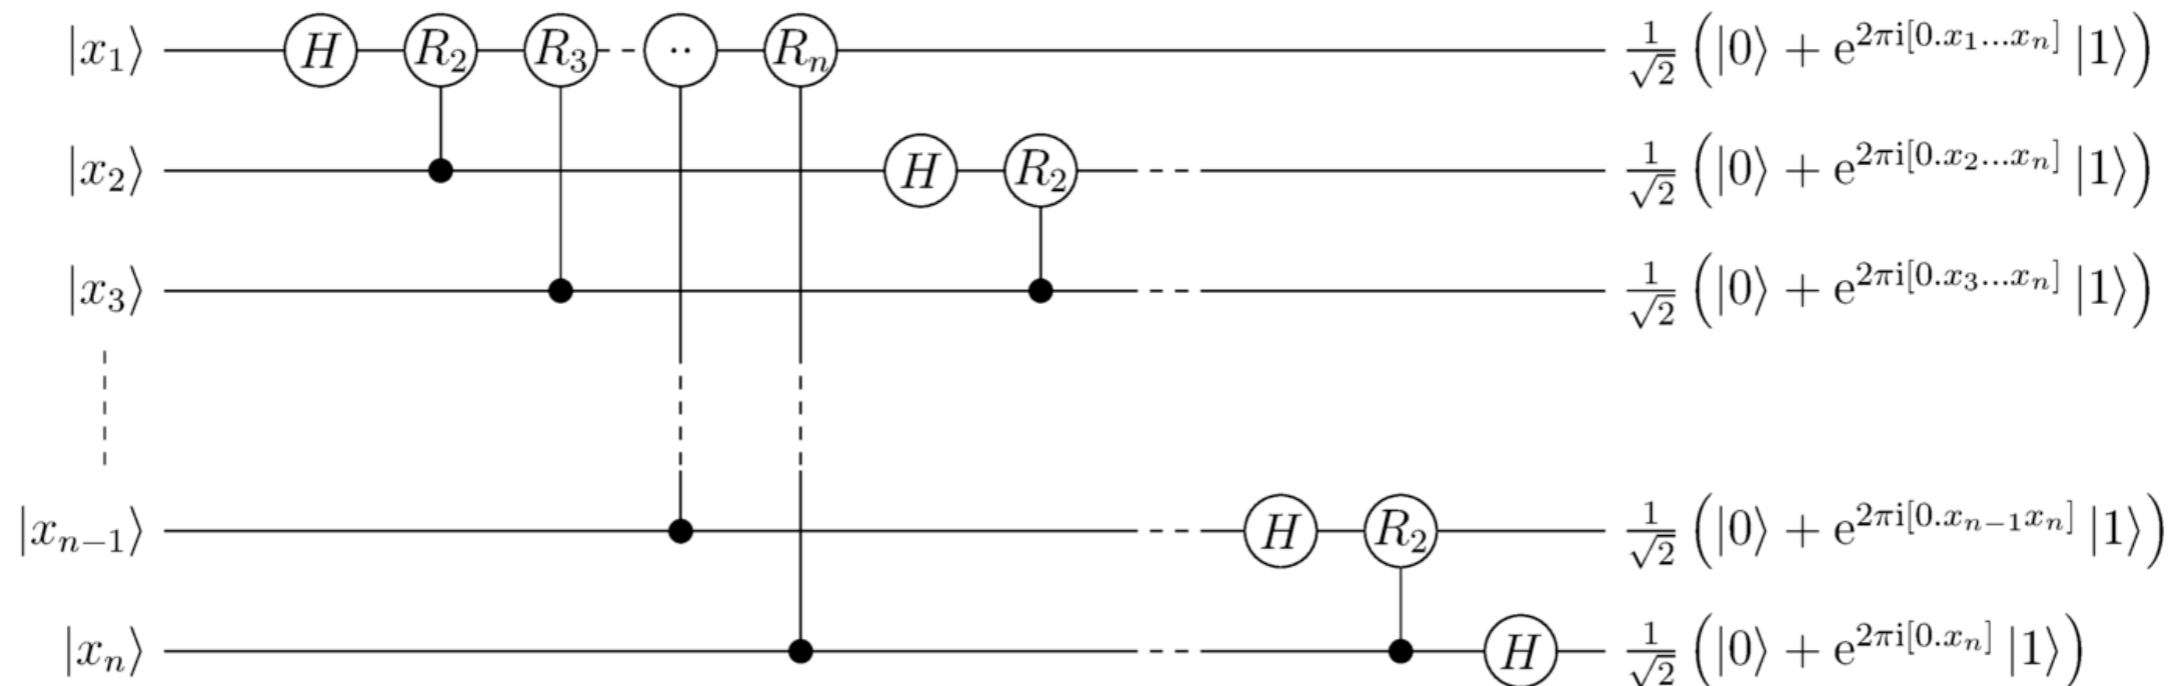 |x₁⟩ H R₂ R₃ ·· Rₙ 1/√2 (|0⟩ + e^{2πi[0.x₁...xₙ]} |1⟩)
|x₂⟩ H R₂ 1/√2 (|0⟩ + e^{2πi[0.x₂...xₙ]} |1⟩)
|x₃⟩ 1/√2 (|0⟩ + e^{2πi[0.x₃...xₙ]} |1⟩)
|xₙ₋₁⟩ H R₂ 1/√2 (|0⟩ + e^{2πi[0.xₙ₋₁xₙ]} |1⟩)
|xₙ⟩ H 1/√2 (|0⟩ + e^{2πi[0.xₙ]} |1⟩)